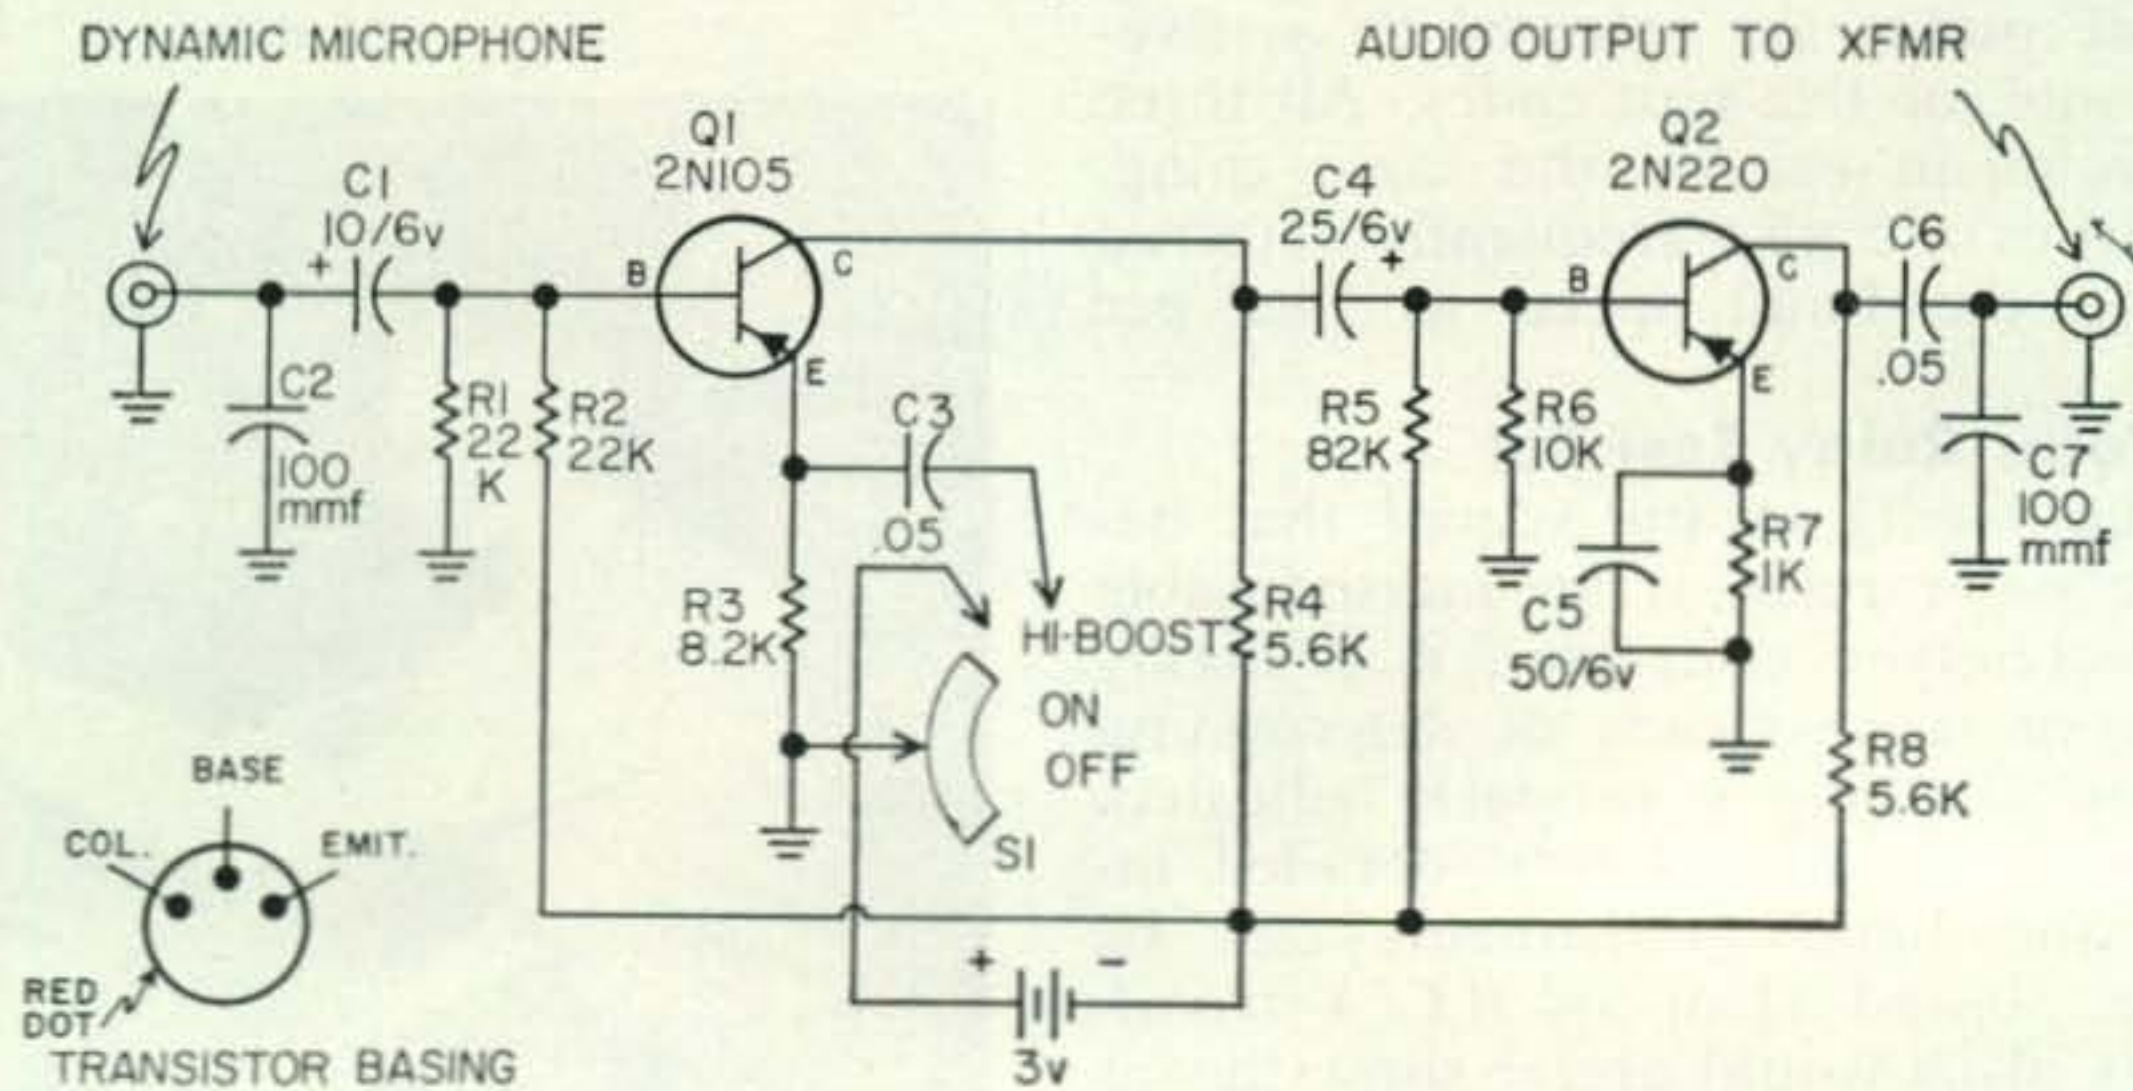 DYNAMIC MICROPHONE
AUDIO OUTPUT TO XFMR
Q1
2N105
Q2
2N220
C1
10/6v
+
B
C
E
C4
25/6v
+
B
C
E
C6
.05
C2
100
mmf
R1
22
K
R2
22K
C3
.05
R5
82K
R6
10K
C7
100
mmf
R7
1K
C5
50/6v
R3
8.2K
HI-BOOST
ON
OFF
S1
R4
5.6K
R8
5.6K
BASE
COL.
EMIT.
RED
DOT
TRANSISTOR BASING
+ −
3v